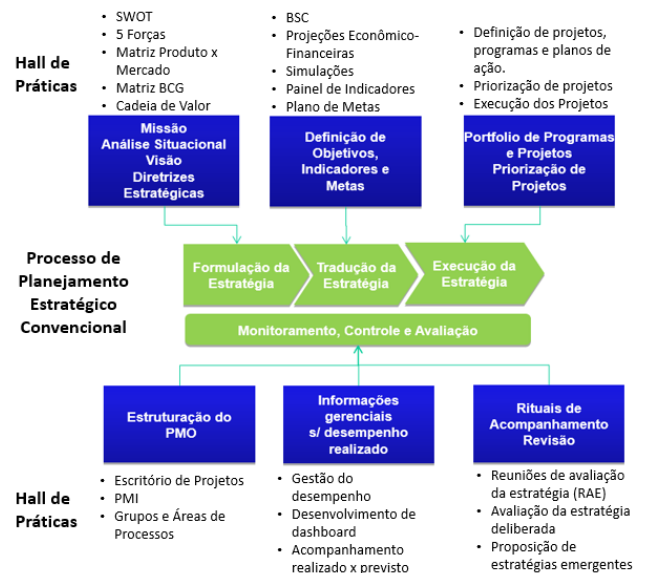 Hall de
Práticas
• SWOT
• 5 Forças
• Matriz Produto x
Mercado
• Matriz BCG
• Cadeia de Valor
• BSC
• Projeções Econômico-
Financeiras
• Simulações
• Painel de Indicadores
• Plano de Metas
• Definição de projetos,
programas e planos de
ação.
• Priorização de projetos
• Execução dos Projetos
Missão
Análise Situacional
Visão
Diretrizes
Estratégicas
Definição de
Objetivos,
Indicadores e
Metas
Portfolio de Programas
e Projetos
Priorização de
Projetos
Processo de
Planejamento
Estratégico
Convencional
Formulação da
Estratégia
Tradução da
Estratégia
Execução da
Estratégia
Monitoramento, Controle e Avaliação
Estruturação do
PMO
Informações
gerenciais
s/ desempenho
realizado
Rituais de
Acompanhamento
Revisão
Hall de
Práticas
• Escritório de Projetos
• PMI
• Grupos e Áreas de
Processos
• Gestão do
desempenho
• Desenvolvimento de
dashboard
• Acompanhamento
realizado x previsto
• Reuniões de avaliação
da estratégia (RAE)
• Avaliação da estratégia
deliberada
• Proposição de
estratégias emergentes